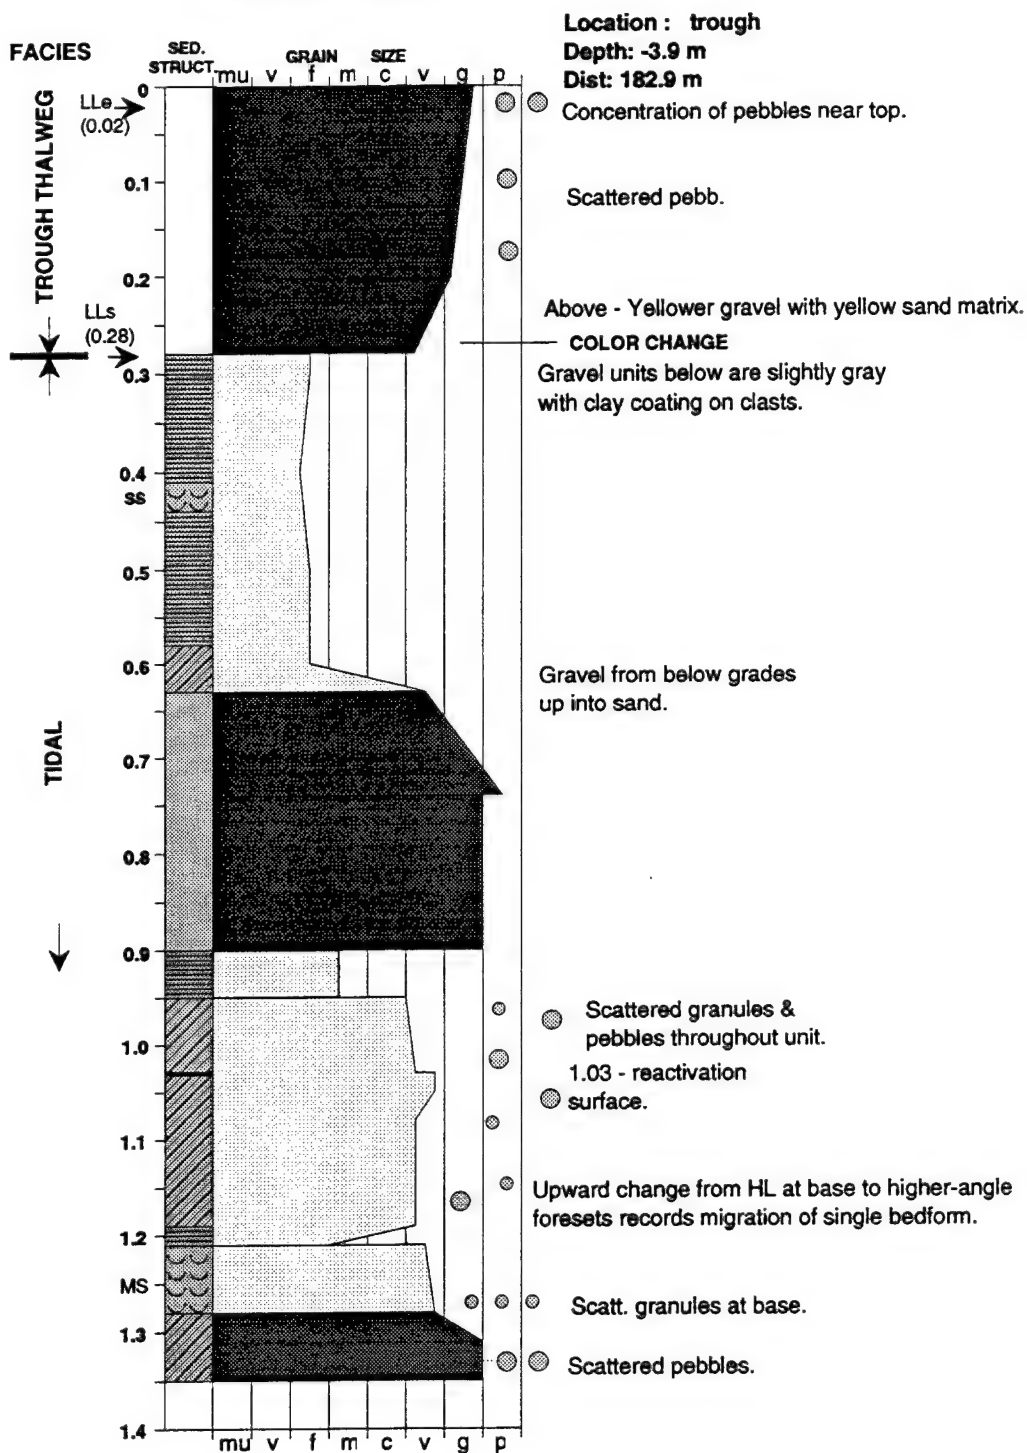 Location : trough
Depth: -3.9 m
Dist: 182.9 m
FACIES
SED.
STRUCT.
GRAIN SIZE
mu v f m c v g p
TROUGH THALWEG
TIDAL
LLe
(0.02)
LLs
(0.28)
0
0.1
0.2
0.3
0.4
SS
0.5
0.6
0.7
0.8
0.9
1.0
1.1
1.2
MS
1.3
1.4
Concentration of pebbles near top.
Scattered pebb.
Above - Yellower gravel with yellow sand matrix.
COLOR CHANGE
Gravel units below are slightly gray
with clay coating on clasts.
Gravel from below grades
up into sand.
Scattered granules &
pebbles throughout unit.
1.03 - reactivation
surface.
Upward change from HL at base to higher-angle
foresets records migration of single bedform.
Scatt. granules at base.
Scattered pebbles.
mu v f m c v g p